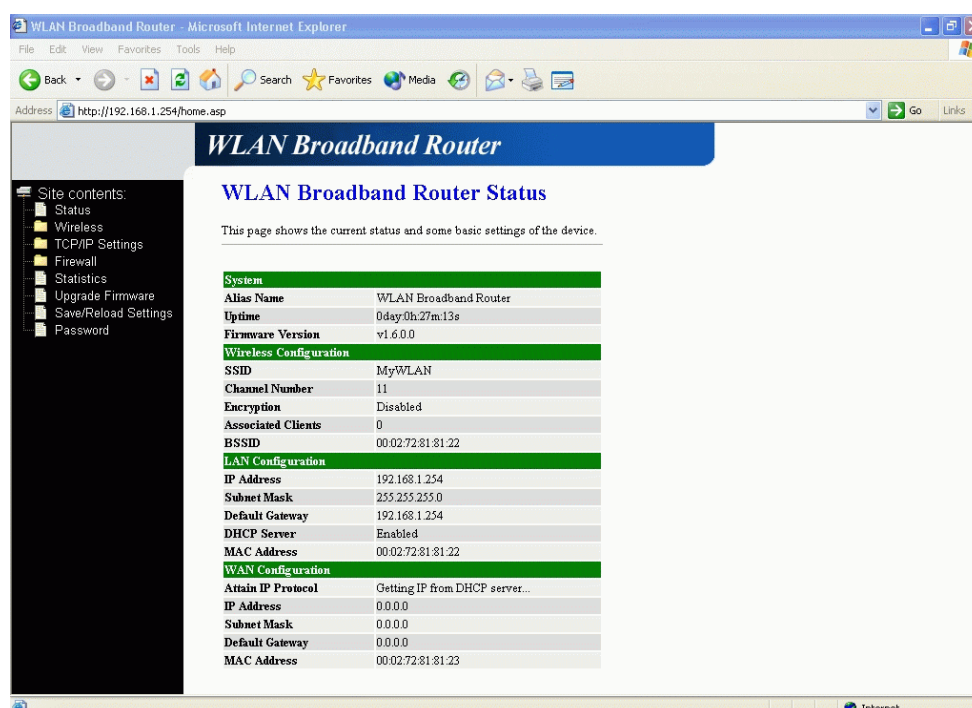 WLAN Broadband Router - Microsoft Internet Explorer
File Edit View Favorites Tools Help
Back Search Favorites Media
Address http://192.168.1.254/home.asp Go Links
WLAN Broadband Router
Site contents:
Status
Wireless
TCP/IP Settings
Firewall
Statistics
Upgrade Firmware
Save/Reload Settings
Password
WLAN Broadband Router Status
This page shows the current status and some basic settings of the device.
System
Alias Name WLAN Broadband Router
Uptime 0day:0h:27m:13s
Firmware Version v1.6.0.0
Wireless Configuration
SSID MyWLAN
Channel Number 11
Encryption Disabled
Associated Clients 0
BSSID 00:02:72:81:81:22
LAN Configuration
IP Address 192.168.1.254
Subnet Mask 255.255.255.0
Default Gateway 192.168.1.254
DHCP Server Enabled
MAC Address 00:02:72:81:81:22
WAN Configuration
Attain IP Protocol Getting IP from DHCP server...
IP Address 0.0.0.0
Subnet Mask 0.0.0.0
Default Gateway 0.0.0.0
MAC Address 00:02:72:81:81:23
Internet